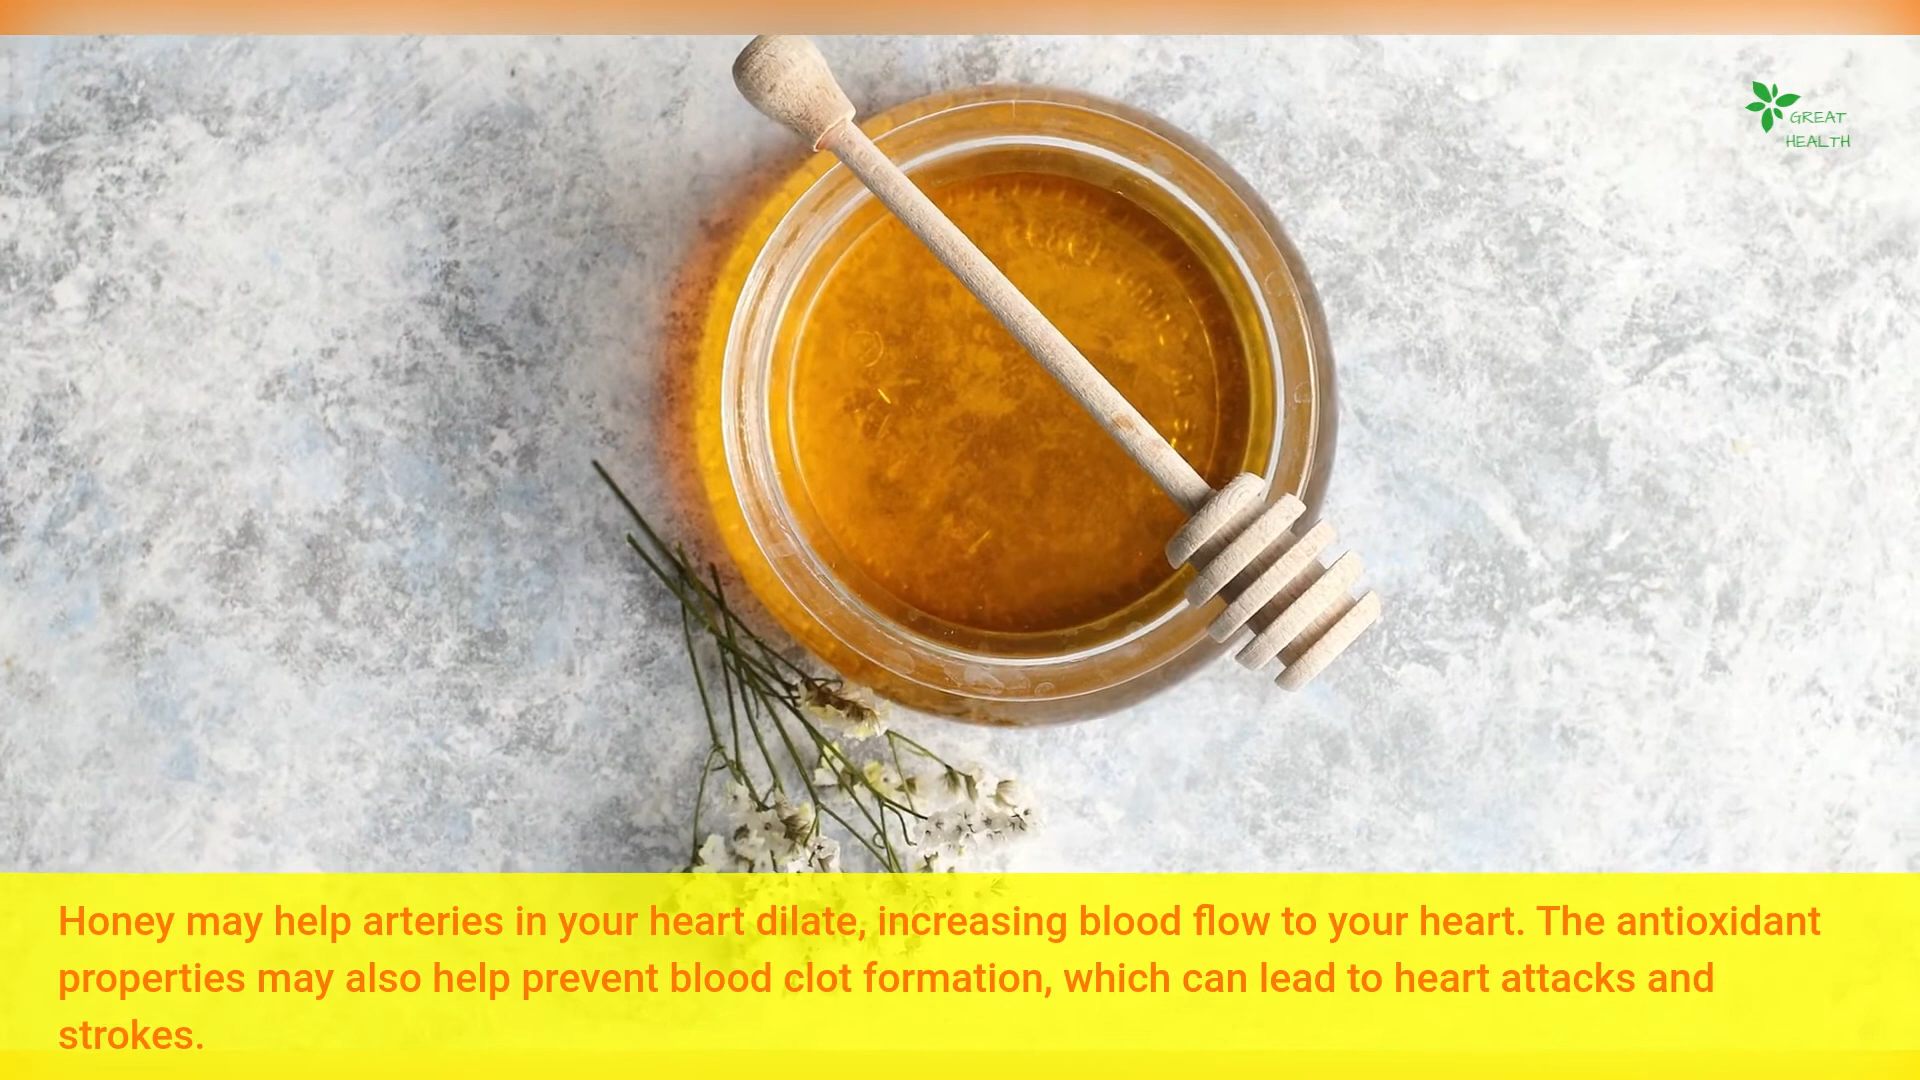 GREAT
HEALTH
Honey may help arteries in your heart dilate, increasing blood flow to your heart. The antioxidant
properties may also help prevent blood clot formation, which can lead to heart attacks and
strokes.